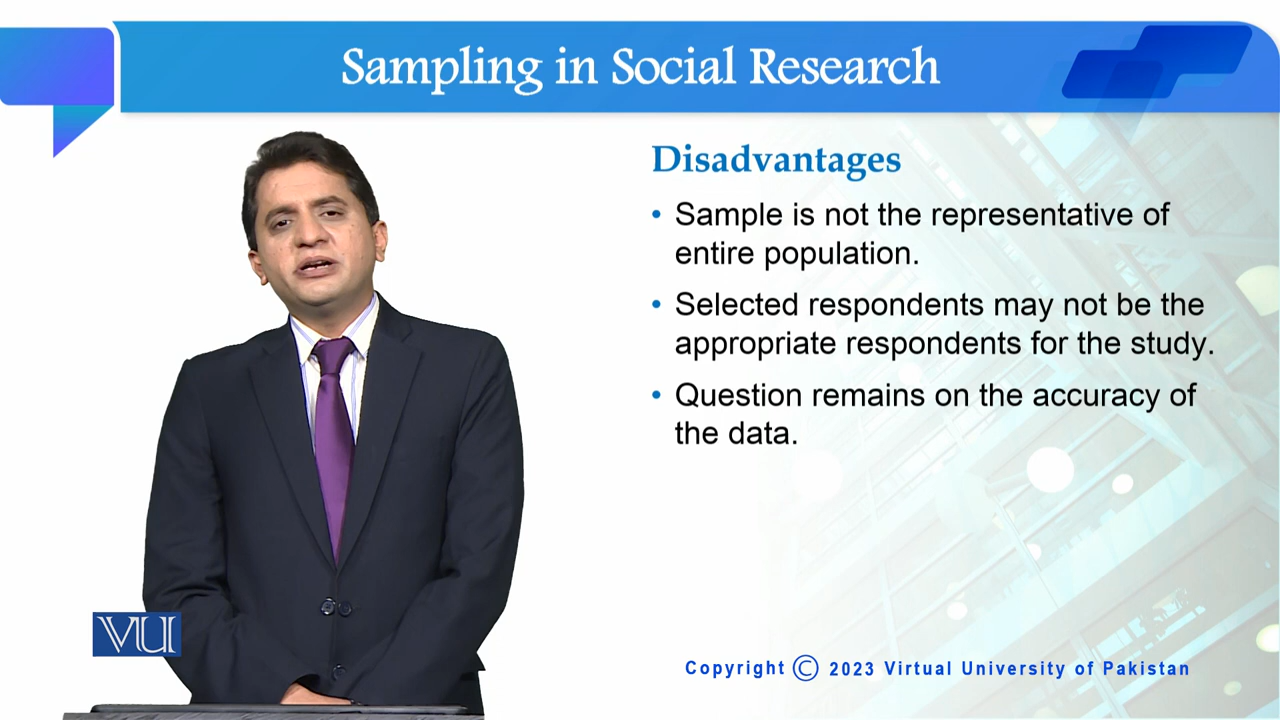 Sampling in Social Research
Disadvantages
• Sample is not the representative of
entire population.
• Selected respondents may not be the
appropriate respondents for the study.
• Question remains on the accuracy of
the data.
VU
Copyright © 2023 Virtual University of Pakistan